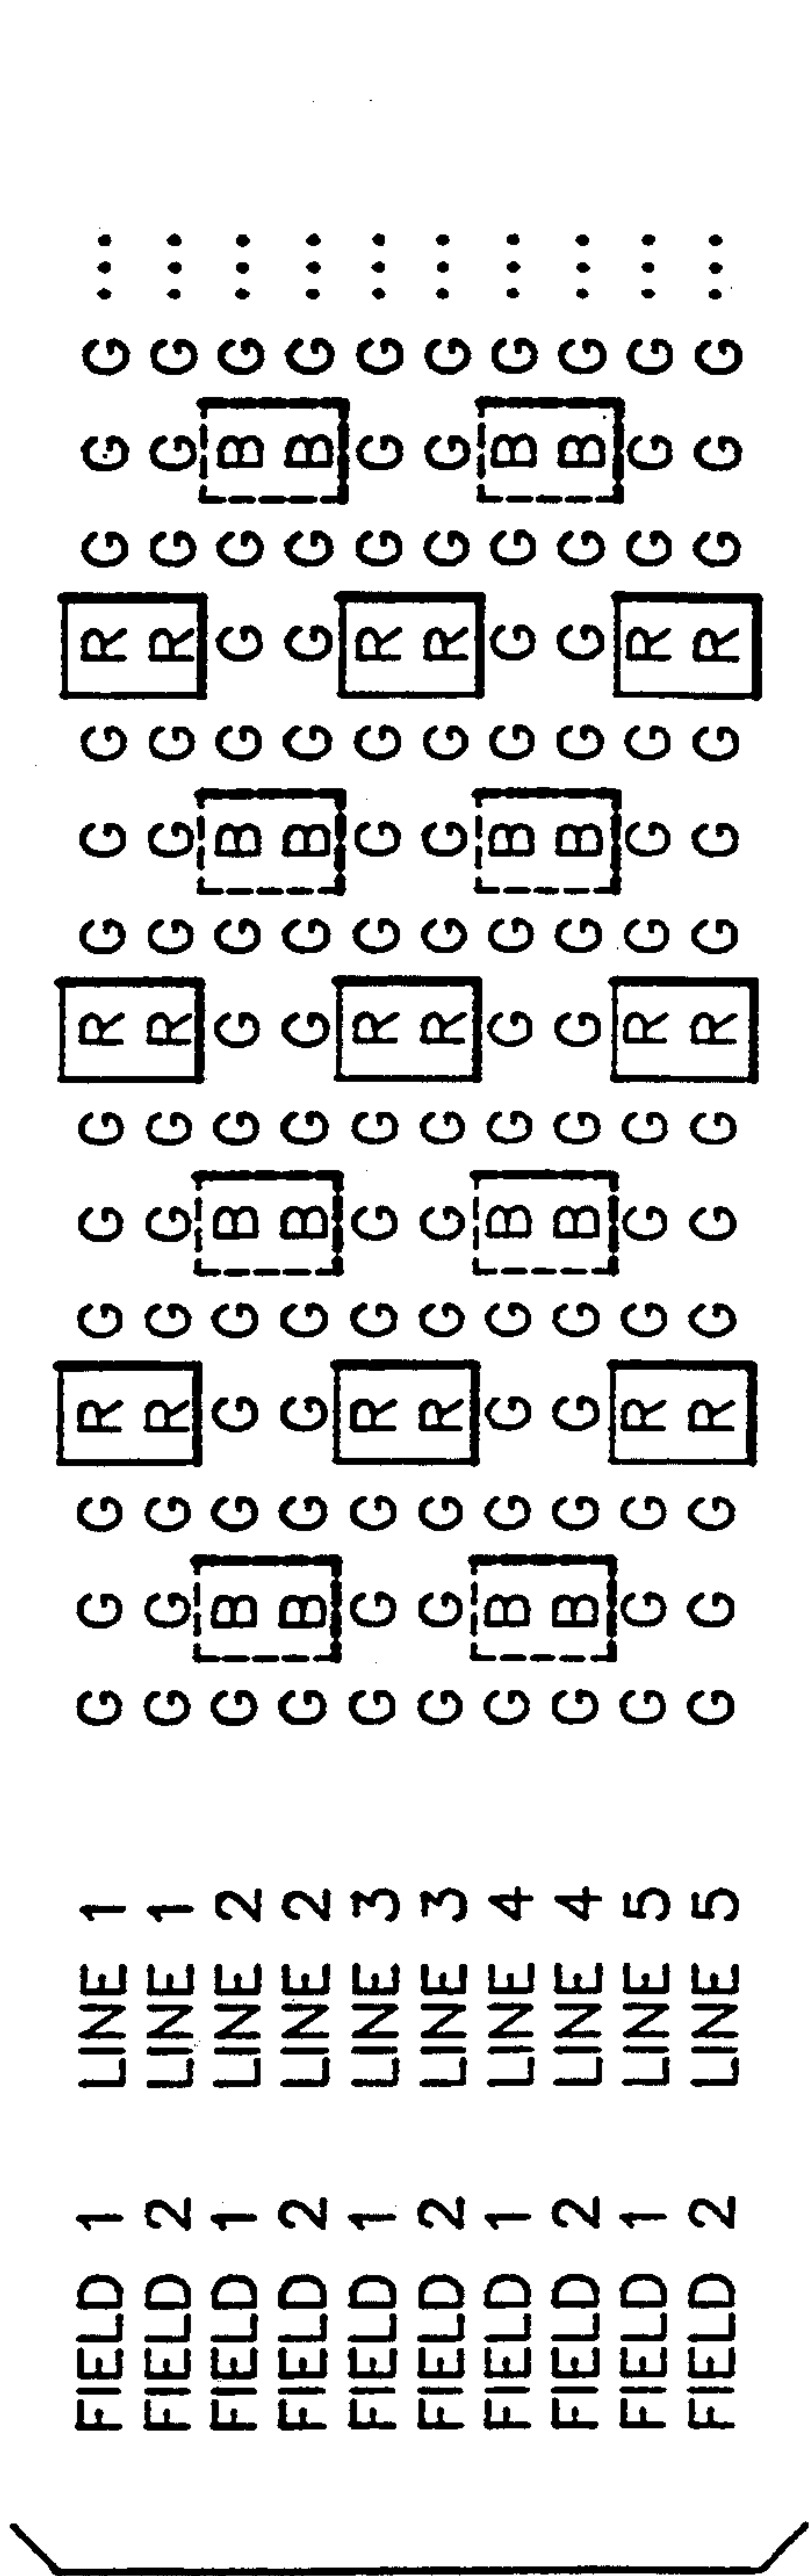 FIELD 1 LINE 1 G G G R G G G R G G G R G G G ...
FIELD 2 LINE 1 G G G R G G G R G G G R G G G ...
FIELD 1 LINE 2 G B G G G B G G G B G G G B G ...
FIELD 2 LINE 2 G B G G G B G G G B G G G B G ...
FIELD 1 LINE 3 G G G R G G G R G G G R G G G ...
FIELD 2 LINE 3 G G G R G G G R G G G R G G G ...
FIELD 1 LINE 4 G B G G G B G G G B G G G B G ...
FIELD 2 LINE 4 G B G G G B G G G B G G G B G ...
FIELD 1 LINE 5 G G G R G G G R G G G R G G G ...
FIELD 2 LINE 5 G G G R G G G R G G G R G G G ...